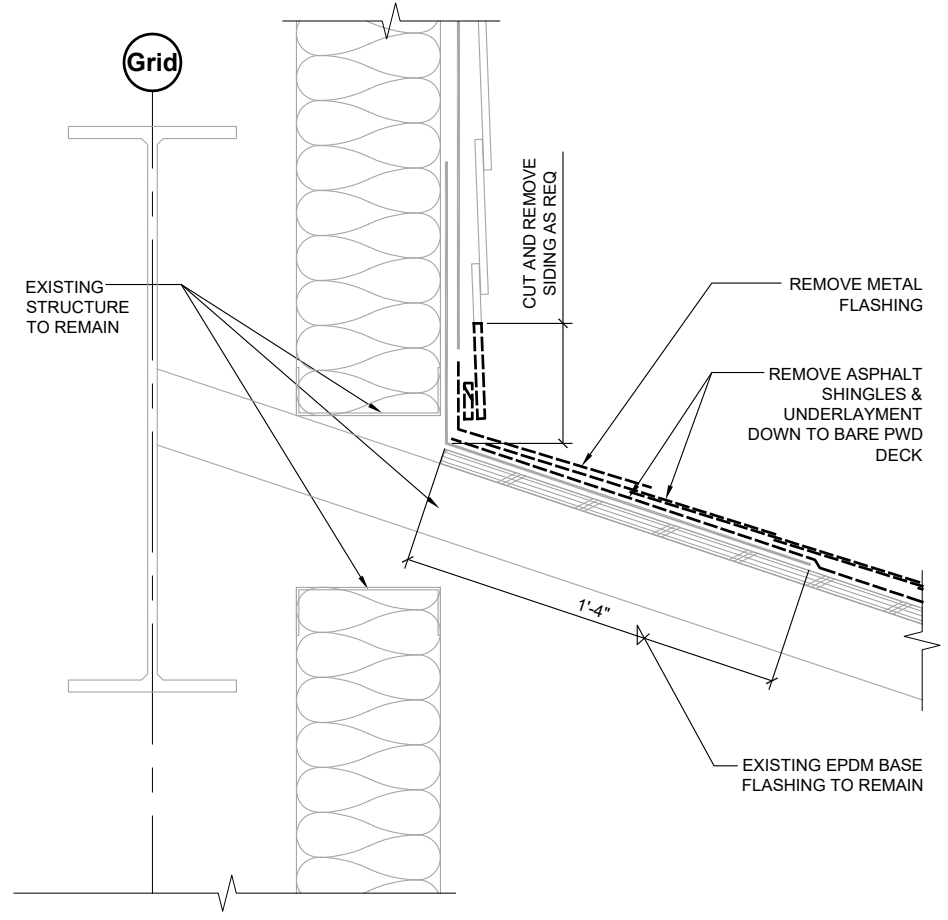 Grid
CUT AND REMOVE
SIDING AS REQ
EXISTING
STRUCTURE
TO REMAIN
REMOVE METAL
FLASHING
REMOVE ASPHALT
SHINGLES &
UNDERLAYMENT
DOWN TO BARE PWD
DECK
1'-4"
EXISTING EPDM BASE
FLASHING TO REMAIN